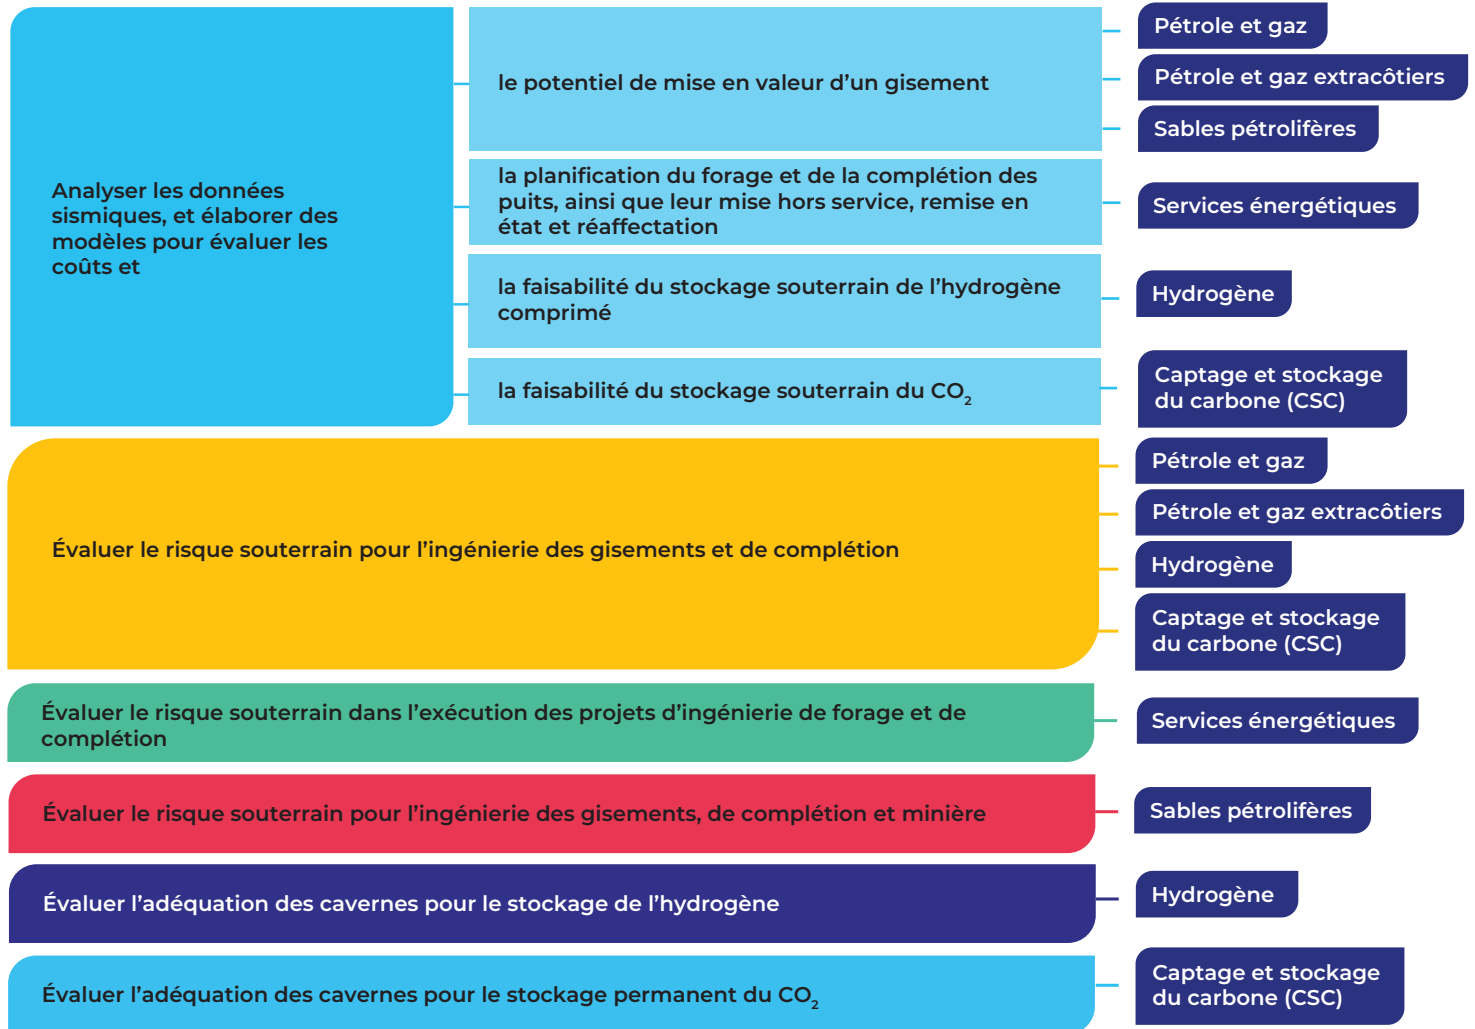 Analyser les données
sismiques, et élaborer des
modèles pour évaluer les
coûts et
le potentiel de mise en valeur d’un gisement
Pétrole et gaz
Pétrole et gaz extracôtiers
Sables pétrolifères
la planification du forage et de la complétion des
puits, ainsi que leur mise hors service, remise en
état et réaffectation
Services énergétiques
la faisabilité du stockage souterrain de l’hydrogène
comprimé
Hydrogène
la faisabilité du stockage souterrain du CO₂
Captage et stockage
du carbone (CSC)
Évaluer le risque souterrain pour l’ingénierie des gisements et de complétion
Pétrole et gaz
Pétrole et gaz extracôtiers
Hydrogène
Captage et stockage
du carbone (CSC)
Évaluer le risque souterrain dans l’exécution des projets d’ingénierie de forage et de
complétion
Services énergétiques
Évaluer le risque souterrain pour l’ingénierie des gisements, de complétion et minière
Sables pétrolifères
Évaluer l’adéquation des cavernes pour le stockage de l’hydrogène
Hydrogène
Évaluer l’adéquation des cavernes pour le stockage permanent du CO₂
Captage et stockage
du carbone (CSC)